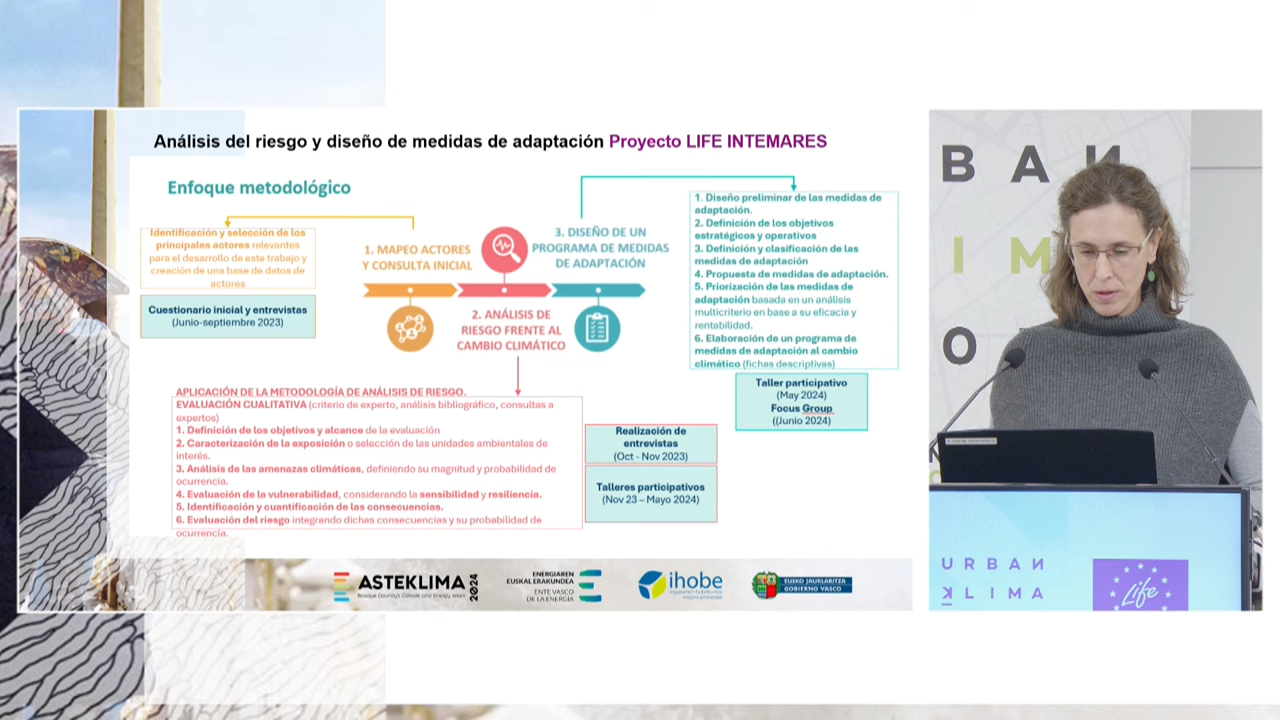 Análisis del riesgo y diseño de medidas de adaptación Proyecto LIFE INTEMARES
Enfoque metodológico
Identificación y selección de los
principales actores relevantes
para el desarrollo de este trabajo y
creación de una base de datos de
actores
Cuestionario inicial y entrevistas
(Junio-septiembre 2023)
1. MAPEO ACTORES
Y CONSULTA INICIAL
2. ANÁLISIS DE
RIESGO FRENTE AL
CAMBIO CLIMÁTICO
3. DISEÑO DE UN
PROGRAMA DE MEDIDAS
DE ADAPTACIÓN
1. Diseño preliminar de las medidas de
adaptación.
2. Definición de los objetivos
estratégicos y operativos
3. Definición y clasificación de las
medidas de adaptación
4. Propuesta de medidas de adaptación.
5. Priorización de las medidas de
adaptación basada en un análisis
multicriterio en base a su eficacia y
rentabilidad.
6. Elaboración de un programa de
medidas de adaptación al cambio
climático (fichas descriptivas)
Taller participativo
(May 2024)
Focus Group
((Junio 2024)
APLICACIÓN DE LA METODOLOGÍA DE ANÁLISIS DE RIESGO.
EVALUACIÓN CUALITATIVA (criterio de experto, análisis bibliográfico, consultas a
expertos)
1. Definición de los objetivos y alcance de la evaluación
2. Caracterización de la exposición o selección de las unidades ambientales de
interés.
3. Análisis de las amenazas climáticas, definiendo su magnitud y probabilidad de
ocurrencia.
4. Evaluación de la vulnerabilidad, considerando la sensibilidad y resiliencia.
5. Identificación y cuantificación de las consecuencias.
6. Evaluación del riesgo integrando dichas consecuencias y su probabilidad de
ocurrencia.
Realización de
entrevistas
(Oct - Nov 2023)
Talleres participativos
(Nov 23 – Mayo 2024)
ASTEKLIMA 2024
Basque Country's Climate and Energy Week
ENERGIAREN
EUSKAL ERAKUNDEA
ENTE VASCO
DE LA ENERGÍA
ihobe
EUSKO JAURLARITZA
GOBIERNO VASCO
BAN
IM
O
URBAN
KLIMA
Life